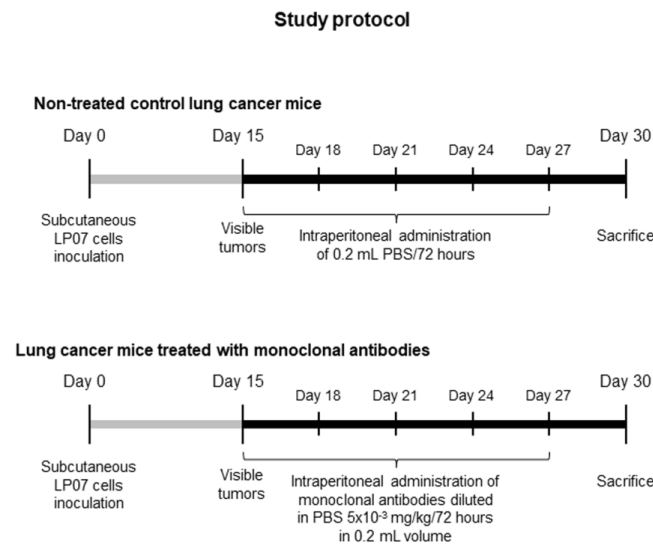 Study protocol
Non-treated control lung cancer mice
Day 0 Day 15 Day 18 Day 21 Day 24 Day 27 Day 30
Subcutaneous
LP07 cells
inoculation
Visible
tumors
Intraperitoneal administration
of 0.2 mL PBS/72 hours
Sacrifice
Lung cancer mice treated with monoclonal antibodies
Day 0 Day 15 Day 18 Day 21 Day 24 Day 27 Day 30
Subcutaneous
LP07 cells
inoculation
Visible
tumors
Intraperitoneal administration of
monoclonal antibodies diluted
in PBS 5x10⁻³ mg/kg/72 hours
in 0.2 mL volume
Sacrifice